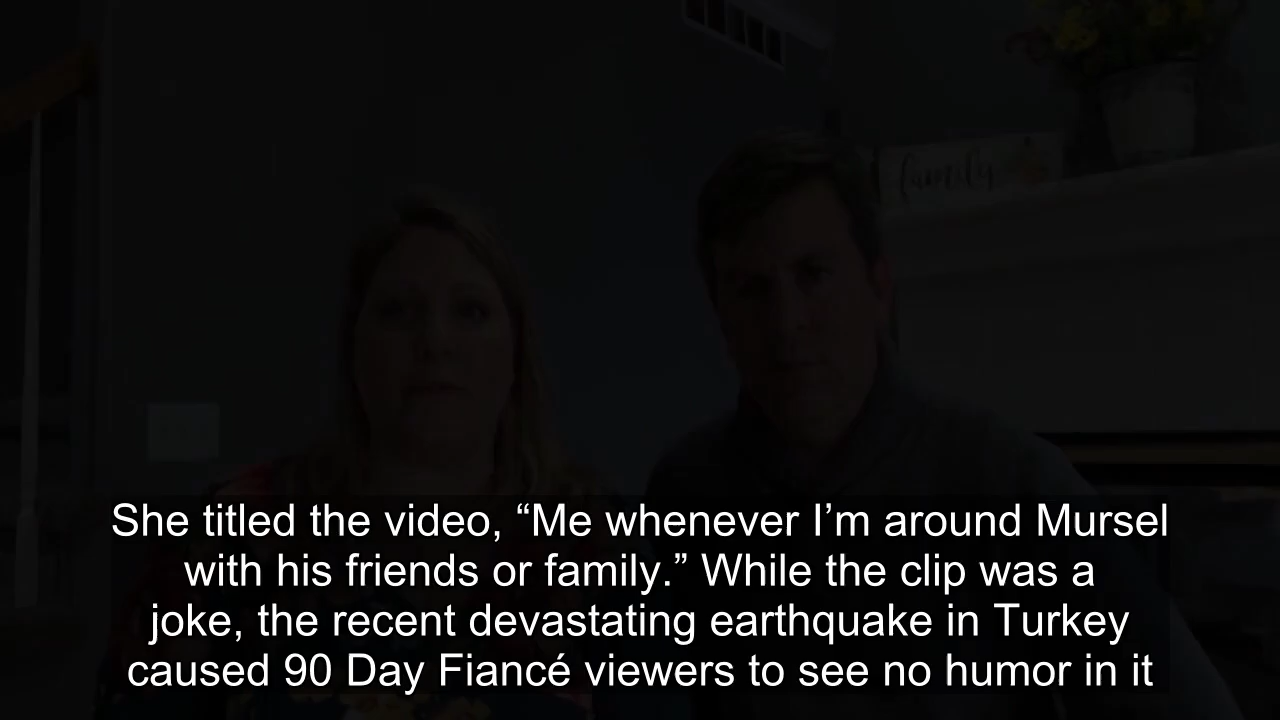 family
She titled the video, “Me whenever I’m around Mursel
with his friends or family.” While the clip was a
joke, the recent devastating earthquake in Turkey
caused 90 Day Fiancé viewers to see no humor in it